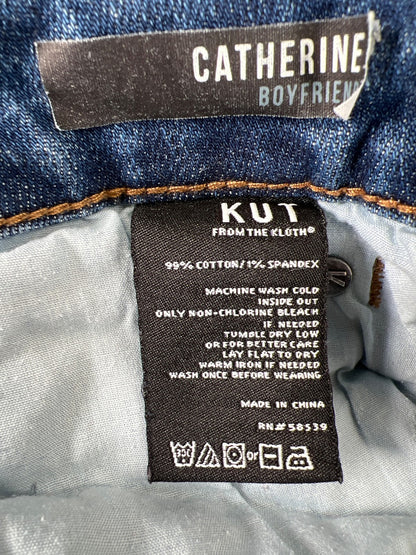 CATHERINE
BOYFRIEND
KUT
FROM THE KLOTH®
99% COTTON/1% SPANDEX
MACHINE WASH COLD
INSIDE OUT
ONLY NON-CHLORINE BLEACH
IF NEEDED
TUMBLE DRY LOW
OR FOR BETTER CARE
LAY FLAT TO DRY
WARM IRON IF NEEDED
WASH ONCE BEFORE WEARING
MADE IN CHINA
RN# 58539
or